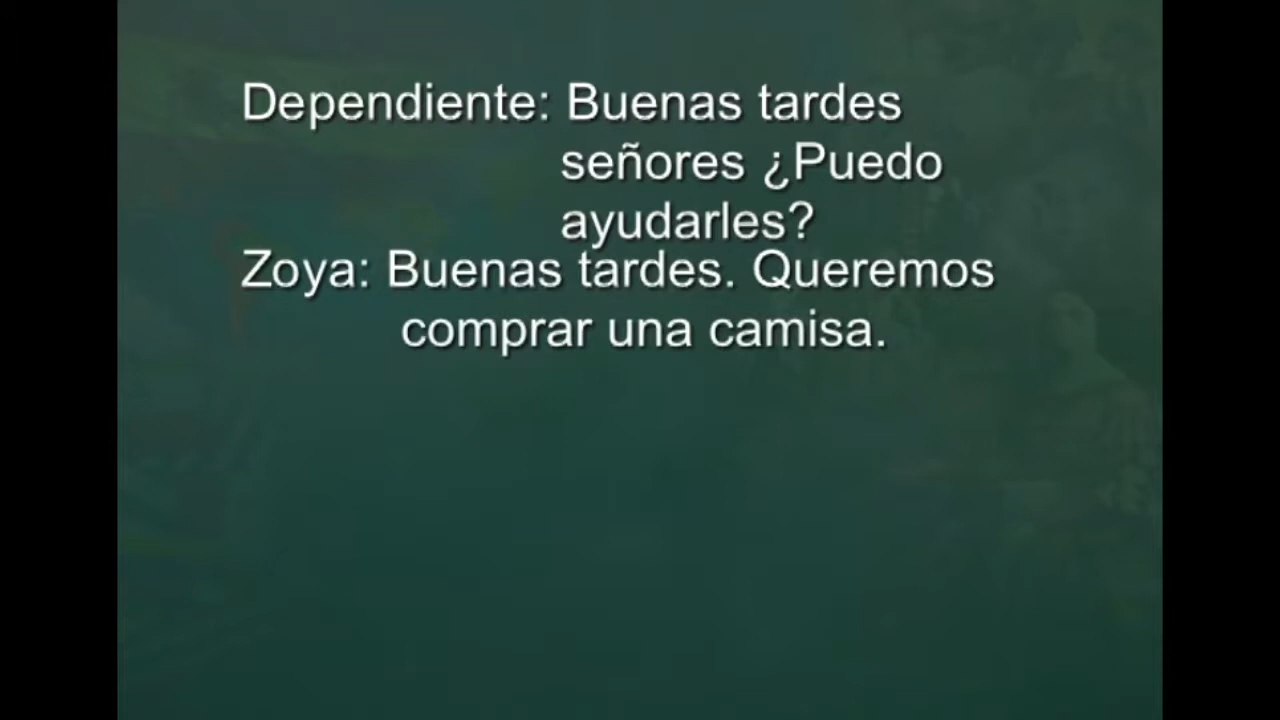 Dependiente: Buenas tardes
señores ¿Puedo
ayudarles?
Zoya: Buenas tardes. Queremos
comprar una camisa.